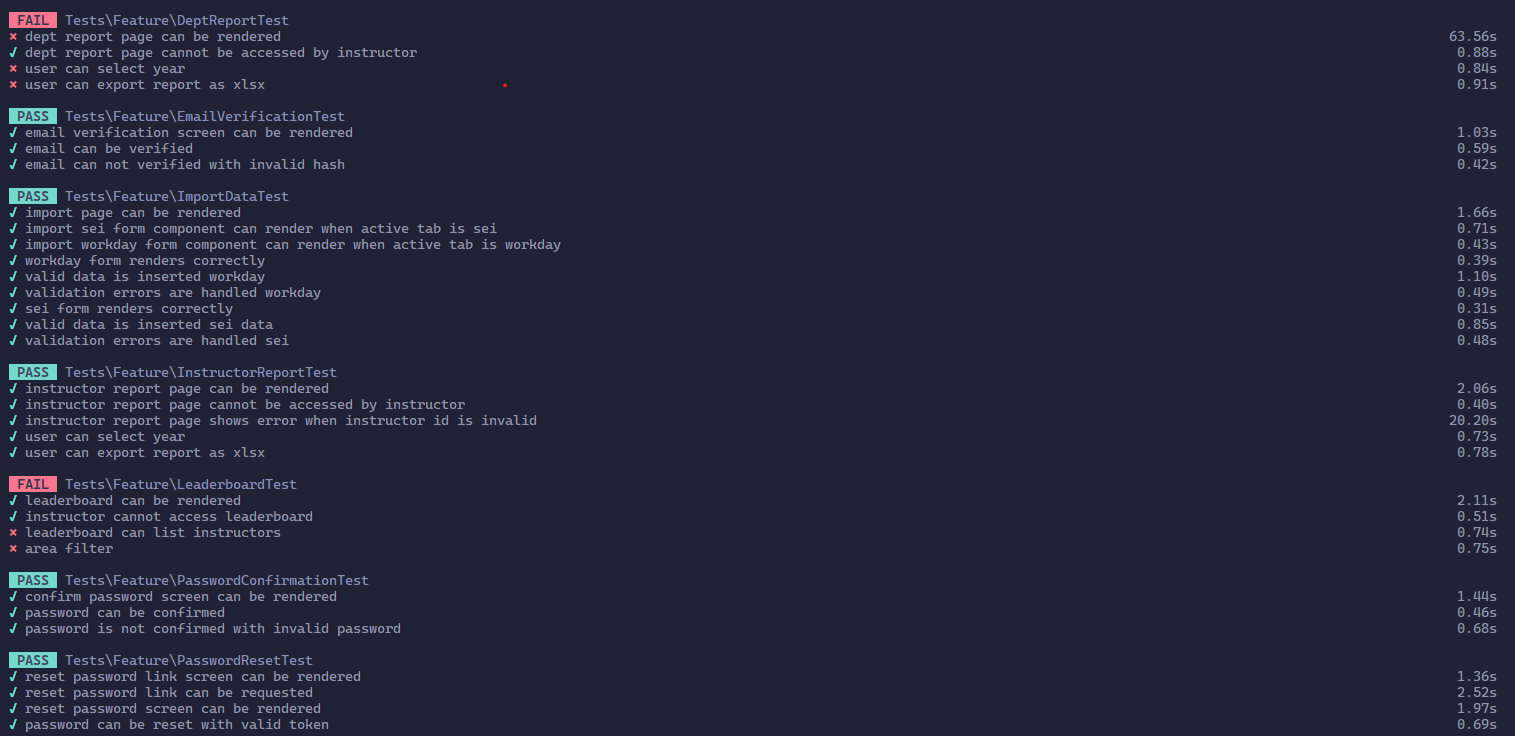 FAIL Tests\Feature\DeptReportTest
⨯ dept report page can be rendered 63.56s
✓ dept report page cannot be accessed by instructor 0.88s
⨯ user can select year 0.84s
⨯ user can export report as xlsx 0.91s
PASS Tests\Feature\EmailVerificationTest
✓ email verification screen can be rendered 1.03s
✓ email can be verified 0.59s
✓ email can not verified with invalid hash 0.42s
PASS Tests\Feature\ImportDataTest
✓ import page can be rendered 1.66s
✓ import sei form component can render when active tab is sei 0.71s
✓ import workday form component can render when active tab is workday 0.43s
✓ workday form renders correctly 0.39s
✓ valid data is inserted workday 1.10s
✓ validation errors are handled workday 0.49s
✓ sei form renders correctly 0.31s
✓ valid data is inserted sei data 0.85s
✓ validation errors are handled sei 0.48s
PASS Tests\Feature\InstructorReportTest
✓ instructor report page can be rendered 2.06s
✓ instructor report page cannot be accessed by instructor 0.40s
✓ instructor report page shows error when instructor id is invalid 20.20s
✓ user can select year 0.73s
✓ user can export report as xlsx 0.78s
FAIL Tests\Feature\LeaderboardTest
✓ leaderboard can be rendered 2.11s
✓ instructor cannot access leaderboard 0.51s
⨯ leaderboard can list instructors 0.74s
⨯ area filter 0.75s
PASS Tests\Feature\PasswordConfirmationTest
✓ confirm password screen can be rendered 1.44s
✓ password can be confirmed 0.46s
✓ password is not confirmed with invalid password 0.68s
PASS Tests\Feature\PasswordResetTest
✓ reset password link screen can be rendered 1.36s
✓ reset password link can be requested 2.52s
✓ reset password screen can be rendered 1.97s
✓ password can be reset with valid token 0.69s